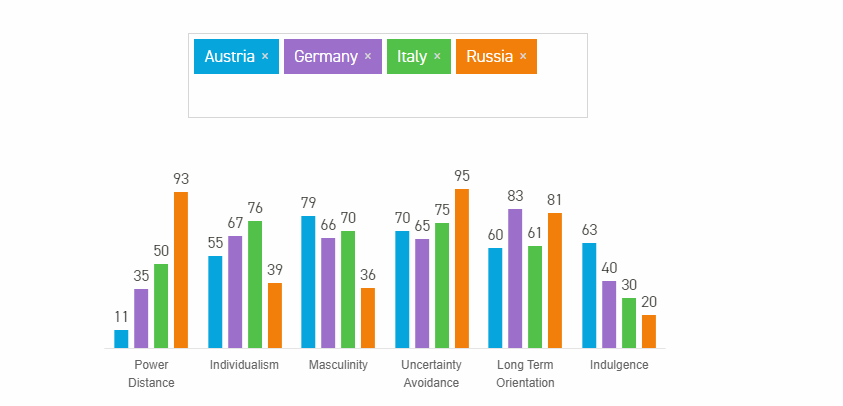 Austria × Germany × Italy × Russia ×
11 35 50 93
55 67 76 39
79 66 70 36
70 65 75 95
60 83 61 81
63 40 30 20
Power
Distance
Individualism
Masculinity
Uncertainty
Avoidance
Long Term
Orientation
Indulgence